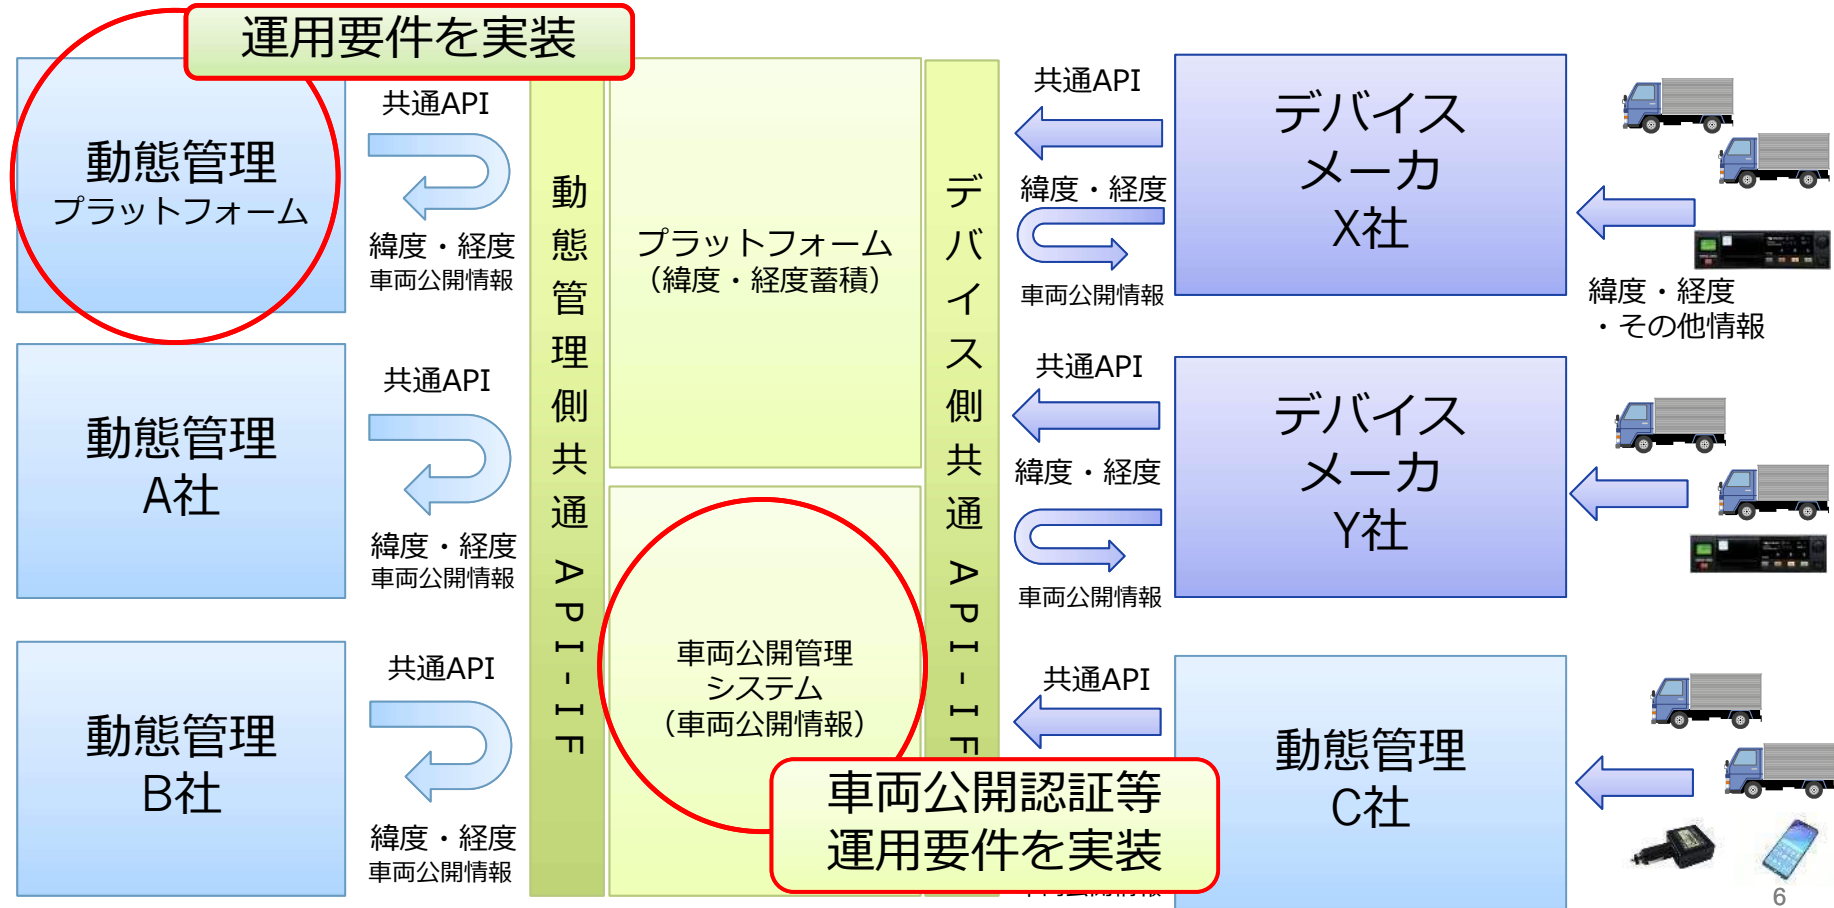 運用要件を実装
動態管理
プラットフォーム
共通API
緯度・経度
車両公開情報
動態管理
A社
共通API
緯度・経度
車両公開情報
動態管理
B社
共通API
緯度・経度
車両公開情報
動態管理側共通API-IF
プラットフォーム
（緯度・経度蓄積）
車両公開管理
システム
（車両公開情報）
車両公開認証等
運用要件を実装
デバイス側共通API-IF
共通API
緯度・経度
車両公開情報
デバイス
メーカ
X社
緯度・経度
・その他情報
共通API
緯度・経度
車両公開情報
デバイス
メーカ
Y社
共通API
動態管理
C社
6